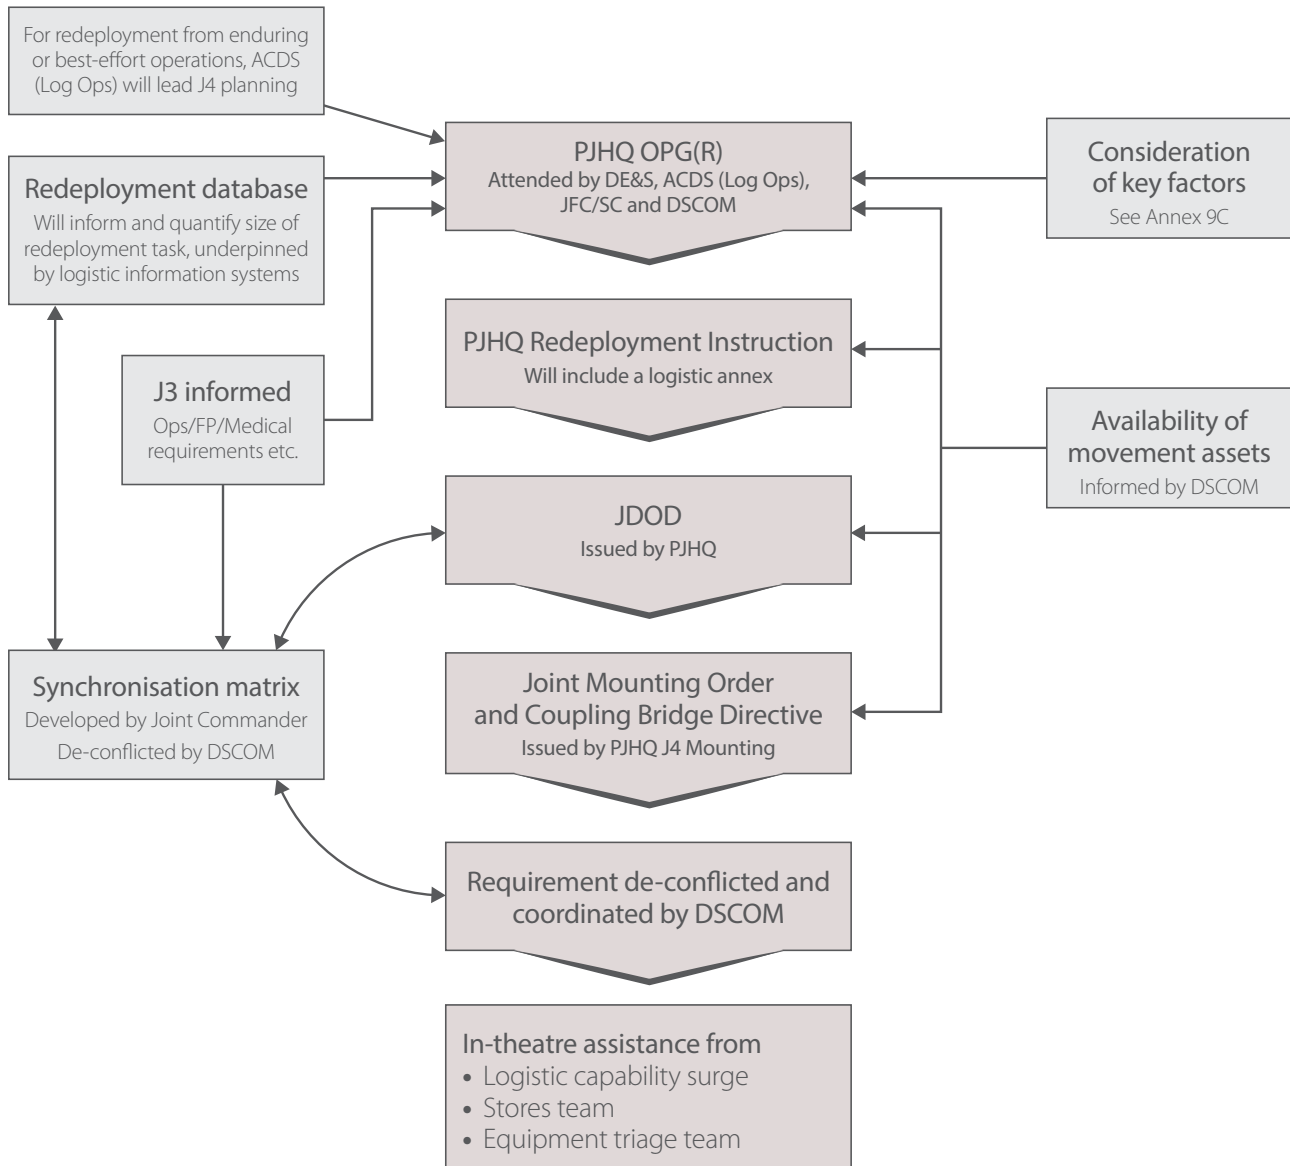 For redeployment from enduring
or best-effort operations, ACDS
(Log Ops) will lead J4 planning
PJHQ OPG(R)
Attended by DE&S, ACDS (Log Ops),
JFC/SC and DSCOM
Consideration
of key factors
See Annex 9C
Redeployment database
Will inform and quantify size of
redeployment task, underpinned
by logistic information systems
PJHQ Redeployment Instruction
Will include a logistic annex
J3 informed
Ops/FP/Medical
requirements etc.
Availability of
movement assets
Informed by DSCOM
JDOD
Issued by PJHQ
Synchronisation matrix
Developed by Joint Commander
De-conflicted by DSCOM
Joint Mounting Order
and Coupling Bridge Directive
Issued by PJHQ J4 Mounting
Requirement de-conflicted and
coordinated by DSCOM
In-theatre assistance from
• Logistic capability surge
• Stores team
• Equipment triage team